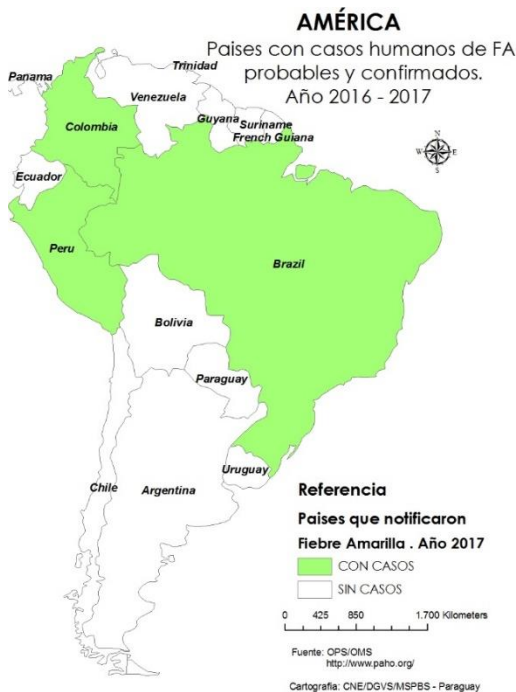 AMÉRICA
Paises con casos humanos de FA
probables y confirmados.
Año 2016 - 2017
Panama
Trinidad
Venezuela
Guyana
Suriname
French Guiana
Colombia
N
W
E
S
Ecuador
Peru
Brazil
Bolivia
Paraguay
Uruguay
Chile
Argentina
Referencia
Paises que notificaron
Fiebre Amarilla . Año 2017
CON CASOS
SIN CASOS
0 425 850 1.700 Kilometers
Fuente: OPS/OMS
http://www.paho.org/
Cartografía: CNE/DGVS/MSPBS - Paraguay